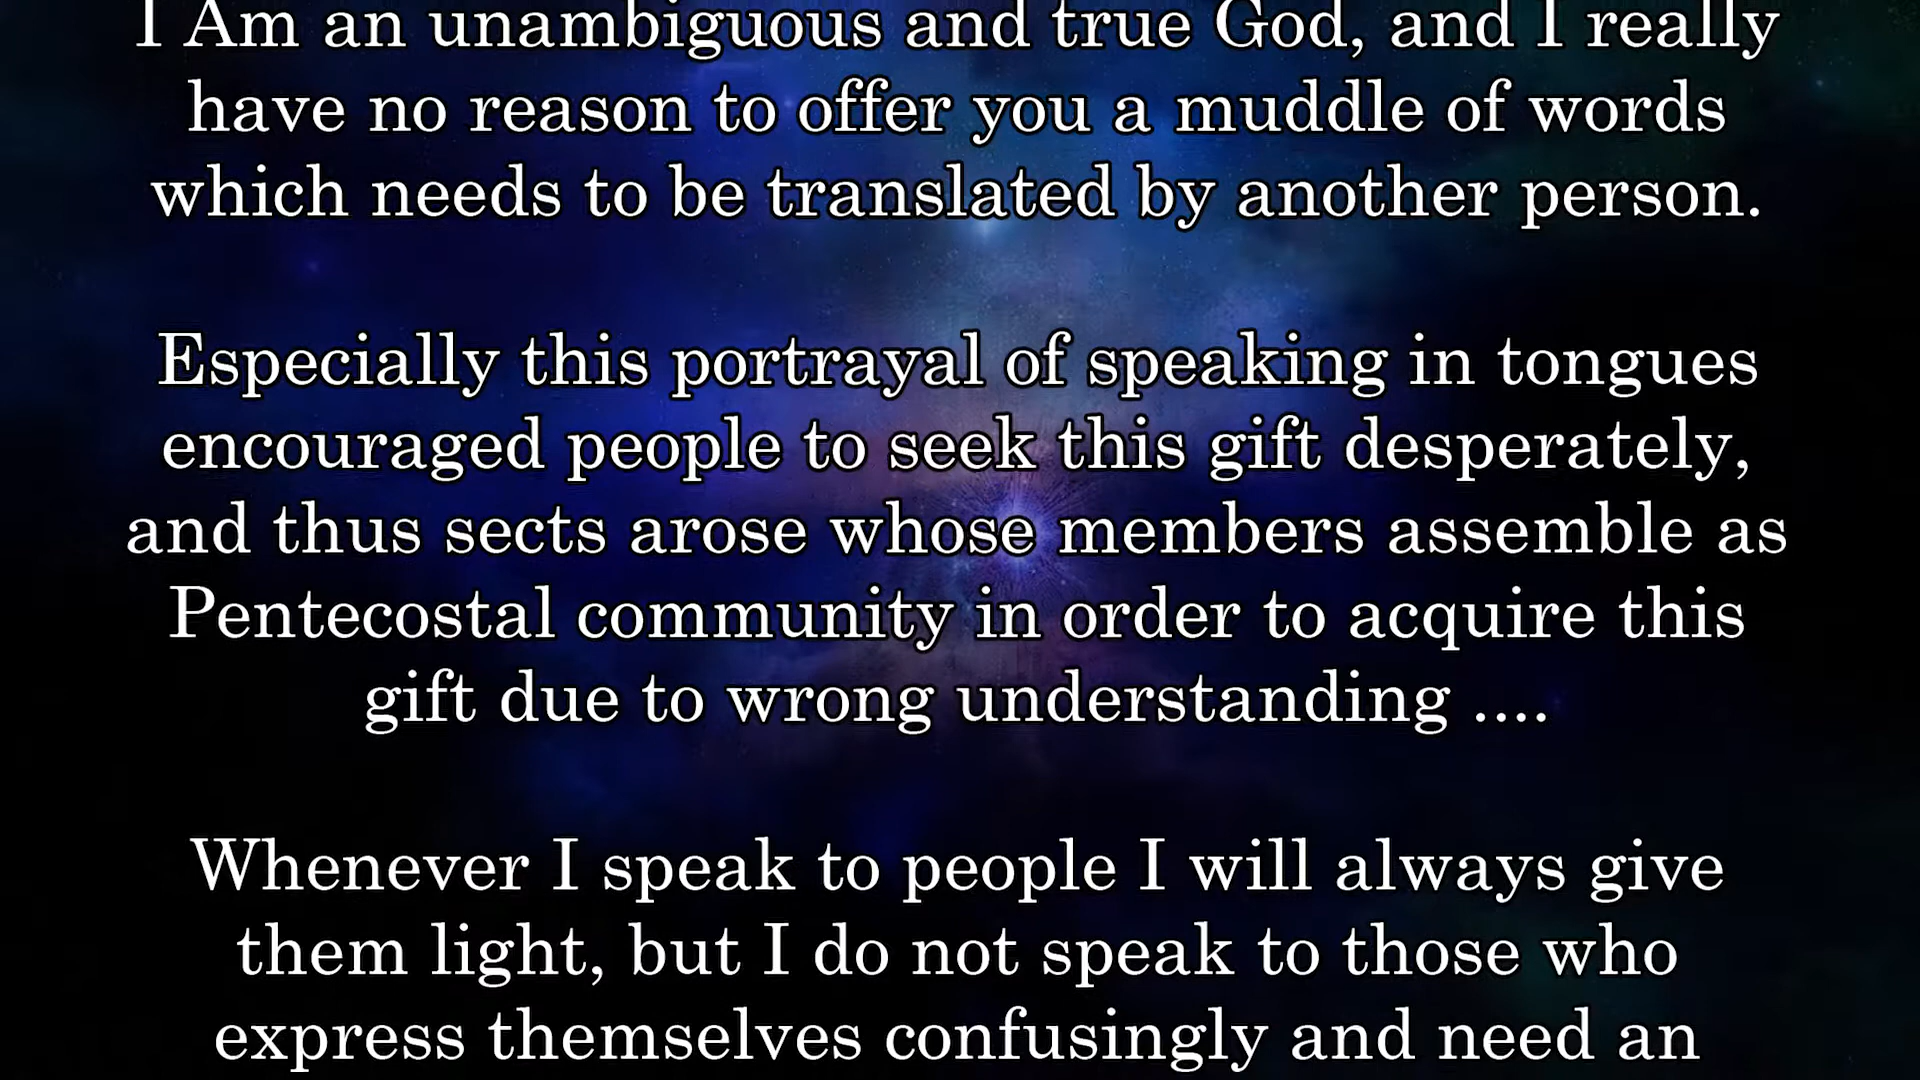 I Am an unambiguous and true God, and I really
have no reason to offer you a muddle of words
which needs to be translated by another person.
Especially this portrayal of speaking in tongues
encouraged people to seek this gift desperately,
and thus sects arose whose members assemble as
Pentecostal community in order to acquire this
gift due to wrong understanding ....
Whenever I speak to people I will always give
them light, but I do not speak to those who
express themselves confusingly and need an